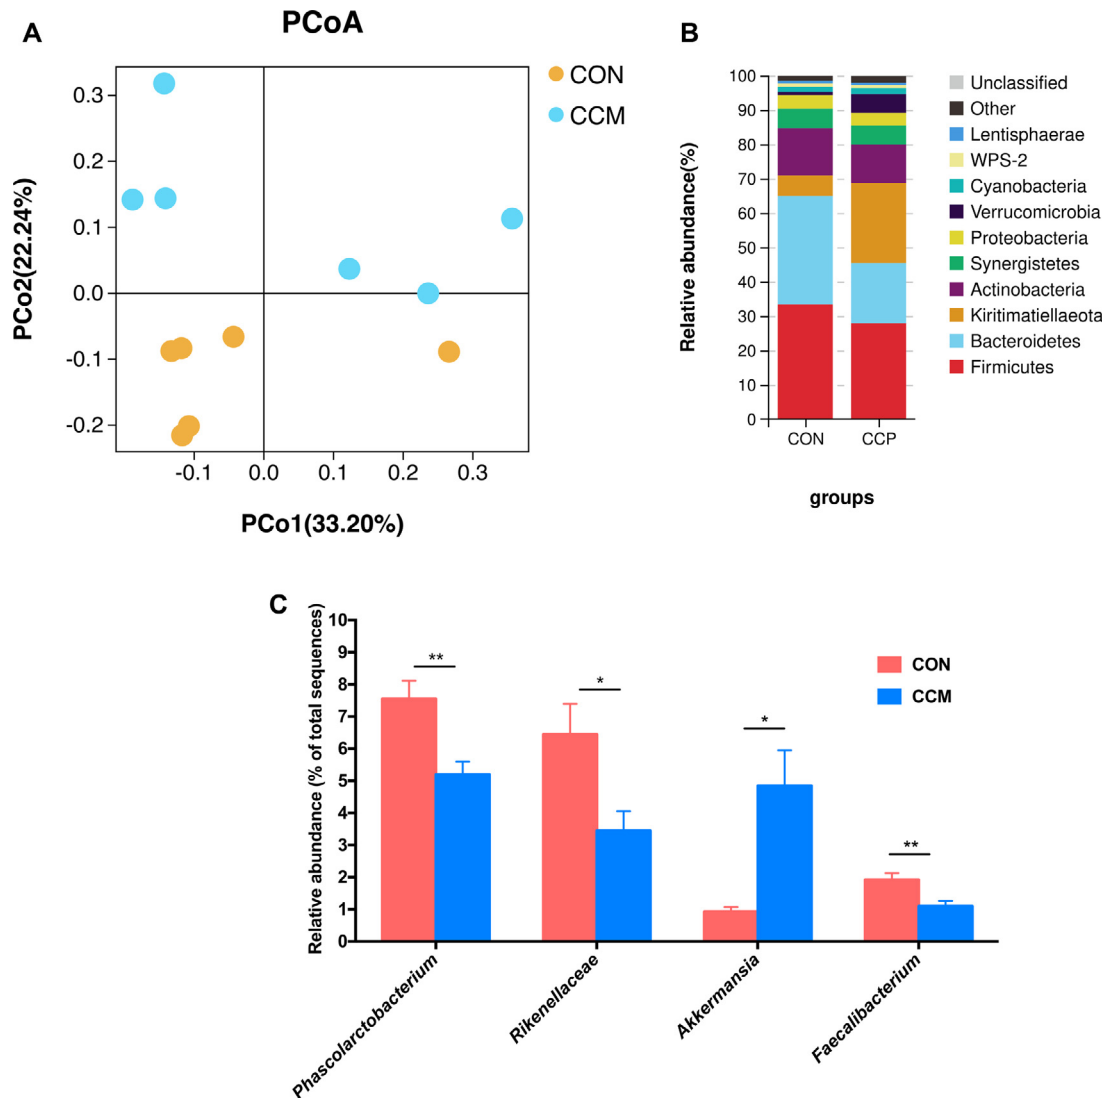 A
PCoA
CON
CCM
0.3
0.2
0.1
0.0
-0.1
-0.2
PCo2(22.24%)
-0.1
0.0
0.1
0.2
0.3
PCo1(33.20%)
B
100
90
80
70
60
50
40
30
20
10
0
Relative abundance(%)
CON
CCP
groups
Unclassified
Other
Lentisphaerae
WPS-2
Cyanobacteria
Verrucomicrobia
Proteobacteria
Synergistetes
Actinobacteria
Kiritimatiellaeota
Bacteroidetes
Firmicutes
C
Relative abundance (% of total sequences)
10
9
8
7
6
5
4
3
2
1
0
**
*
*
**
CON
CCM
Phascolarctobacterium
Rikenellaceae
Akkermansia
Faecalibacterium